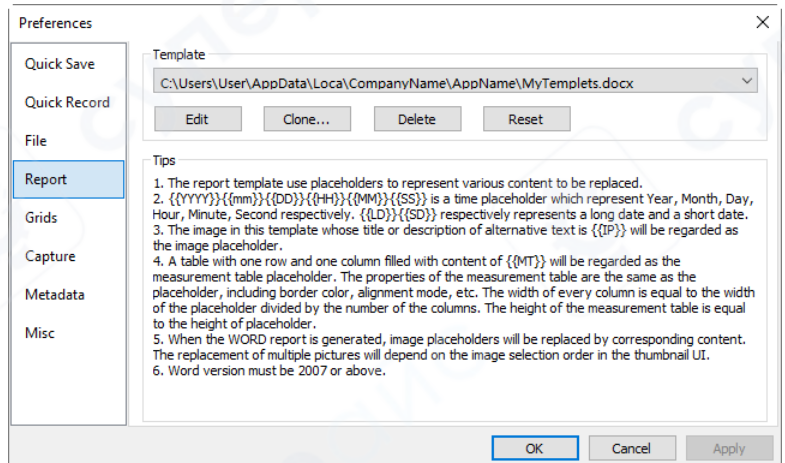 Preferences
Quick Save
Quick Record
File
Report
Grids
Capture
Metadata
Misc
Template
C:\Users\User\AppData\Loca\CompanyName\AppName\MyTemplets.docx
Edit Clone... Delete Reset
Tips
1. The report template use placeholders to represent various content to be replaced.
2. {{YYYY}}{{mm}}{{DD}}{{HH}}{{MM}}{{SS}} is a time placeholder which represent Year, Month, Day,
Hour, Minute, Second respectively. {{LD}}{{SD}} respectively represents a long date and a short date.
3. The image in this template whose title or description of alternative text is {{IP}} will be regarded as
the image placeholder.
4. A table with one row and one column filled with content of {{MT}} will be regarded as the
measurement table placeholder. The properties of the measurement table are the same as the
placeholder, including border color, alignment mode, etc. The width of every column is equal to the width
of the placeholder divided by the number of the columns. The height of the measurement table is equal
to the height of placeholder.
5. When the WORD report is generated, image placeholders will be replaced by corresponding content.
The replacement of multiple pictures will depend on the image selection order in the thumbnail UI.
6. Word version must be 2007 or above.
OK Cancel Apply